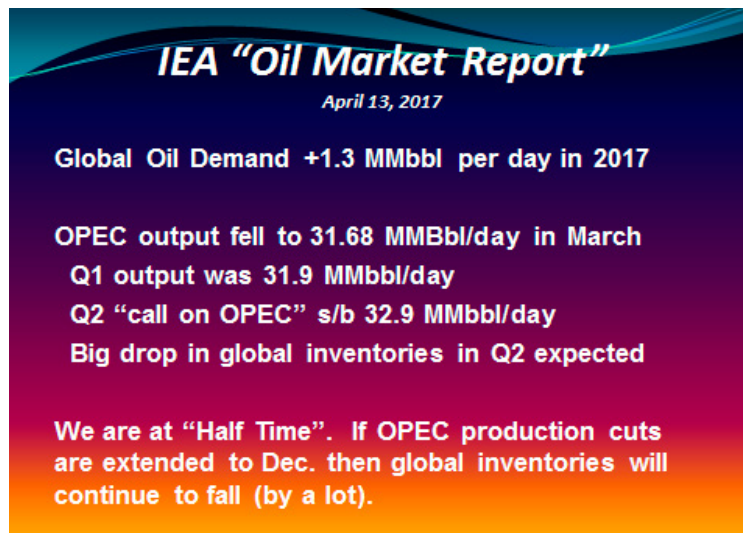 IEA “Oil Market Report”
April 13, 2017
Global Oil Demand +1.3 MMbbl per day in 2017
OPEC output fell to 31.68 MMBbl/day in March
Q1 output was 31.9 MMbbl/day
Q2 “call on OPEC” s/b 32.9 MMbbl/day
Big drop in global inventories in Q2 expected
We are at “Half Time”. If OPEC production cuts
are extended to Dec. then global inventories will
continue to fall (by a lot).